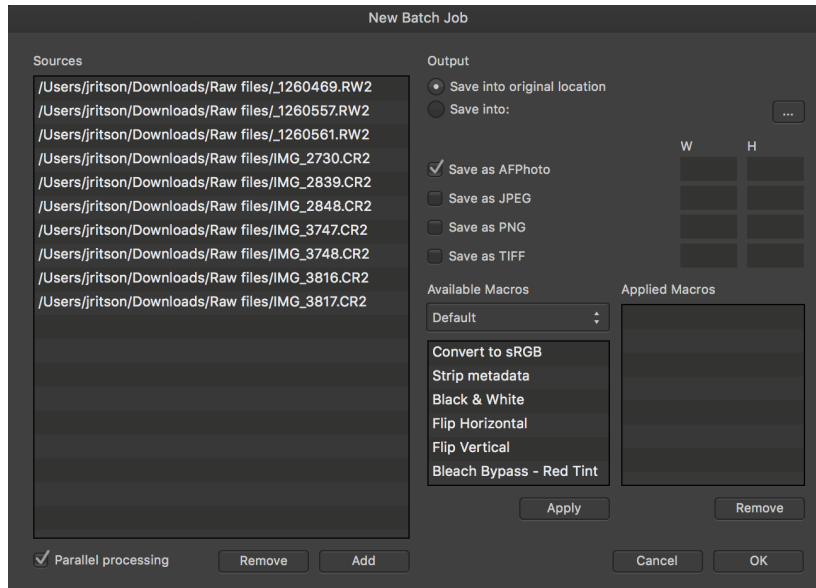 New Batch Job
Sources
/Users/jritson/Downloads/Raw files/_1260469.RW2
/Users/jritson/Downloads/Raw files/_1260557.RW2
/Users/jritson/Downloads/Raw files/_1260561.RW2
/Users/jritson/Downloads/Raw files/IMG_2730.CR2
/Users/jritson/Downloads/Raw files/IMG_2839.CR2
/Users/jritson/Downloads/Raw files/IMG_2848.CR2
/Users/jritson/Downloads/Raw files/IMG_3747.CR2
/Users/jritson/Downloads/Raw files/IMG_3748.CR2
/Users/jritson/Downloads/Raw files/IMG_3816.CR2
/Users/jritson/Downloads/Raw files/IMG_3817.CR2
Parallel processing
Remove
Add
Output
Save into original location
Save into:
...
W H
Save as AFPhoto
Save as JPEG
Save as PNG
Save as TIFF
Available Macros
Default
Convert to sRGB
Strip metadata
Black & White
Flip Horizontal
Flip Vertical
Bleach Bypass - Red Tint
Apply
Applied Macros
Remove
Cancel
OK